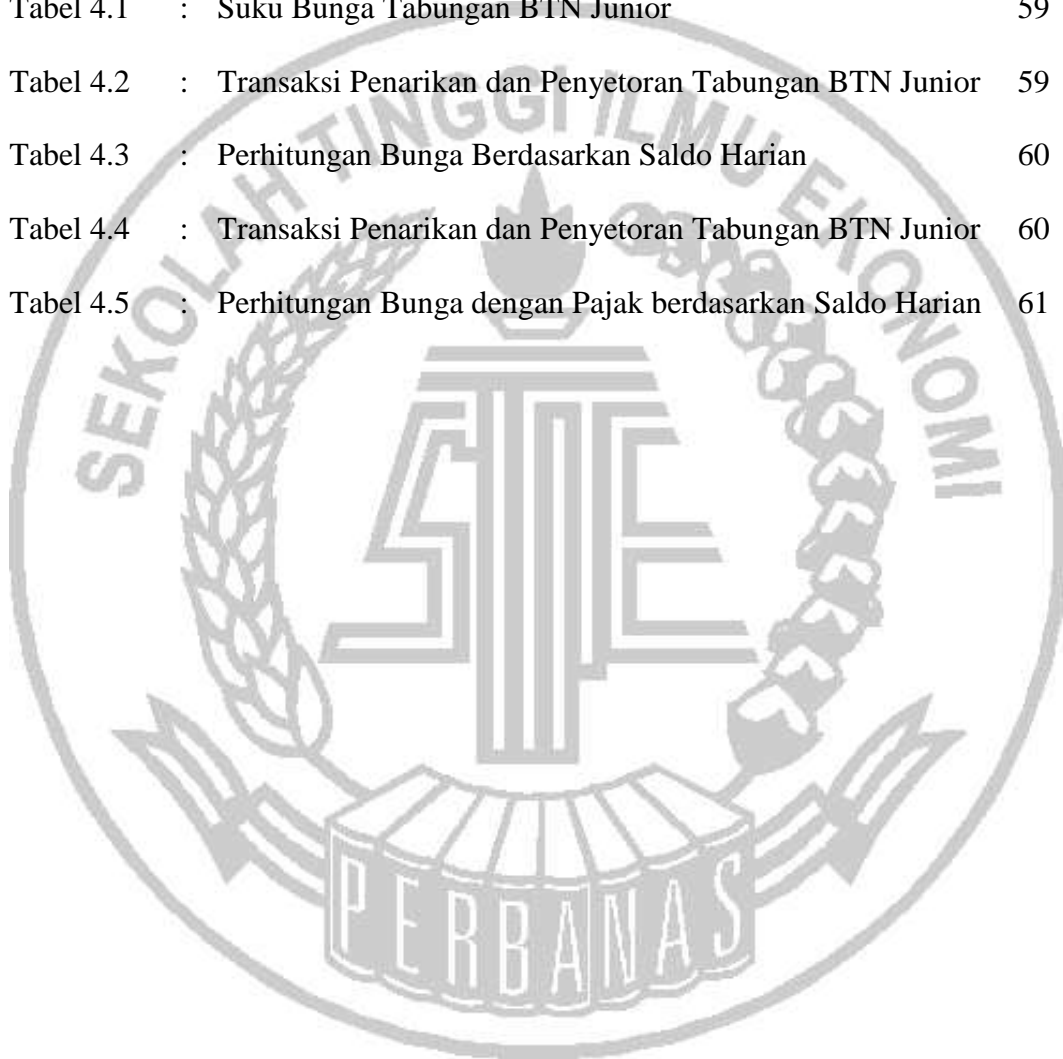 Tabel 4.1 : Suku Bunga Tabungan BTN Junior 59
Tabel 4.2 : Transaksi Penarikan dan Penyetoran Tabungan BTN Junior 59
Tabel 4.3 : Perhitungan Bunga Berdasarkan Saldo Harian 60
Tabel 4.4 : Transaksi Penarikan dan Penyetoran Tabungan BTN Junior 60
Tabel 4.5 : Perhitungan Bunga dengan Pajak berdasarkan Saldo Harian 61
SEKOLAH TINGGI ILMU EKONOMI
STIE
PERBANAS